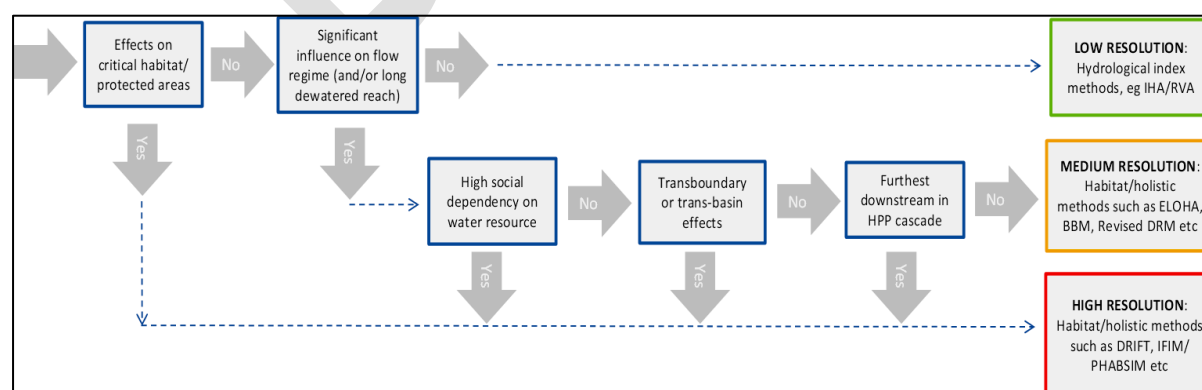 Effects on
critical habitat/
protected areas
No
Significant
influence on flow
regime (and/or long
dewatered reach)
No
LOW RESOLUTION:
Hydrological index
methods, eg IHA/RVA
Yes
Yes
High social
dependency on
water resource
No
Transboundary
or trans-basin
effects
No
Furthest
downstream in
HPP cascade
No
MEDIUM RESOLUTION:
Habitat/holistic
methods such as ELOHA,
BBM, Revised DRM etc
Yes
Yes
Yes
HIGH RESOLUTION:
Habitat/holistic methods
such as DRIFT, IFIM/
PHABSIM etc